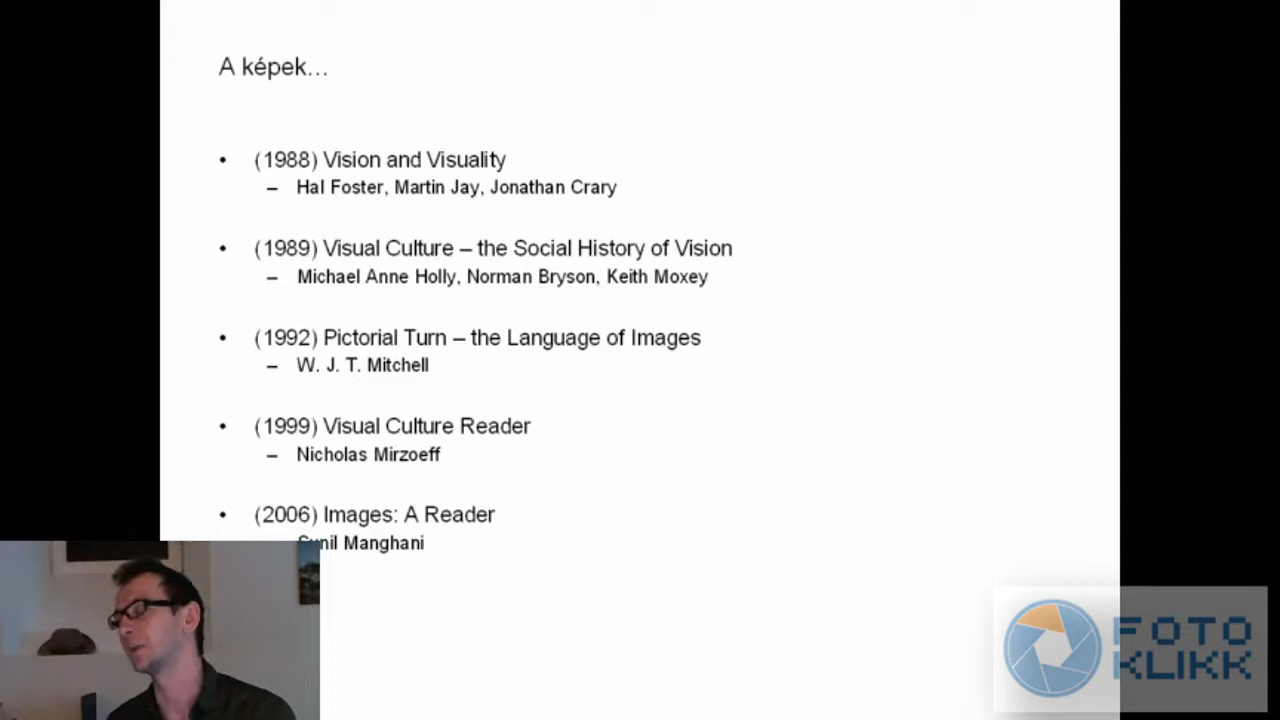 A képek…
• (1988) Vision and Visuality
– Hal Foster, Martin Jay, Jonathan Crary
• (1989) Visual Culture – the Social History of Vision
– Michael Anne Holly, Norman Bryson, Keith Moxey
• (1992) Pictorial Turn – the Language of Images
– W. J. T. Mitchell
• (1999) Visual Culture Reader
– Nicholas Mirzoeff
• (2006) Images: A Reader
Sunil Manghani
FOTO
KLIKK